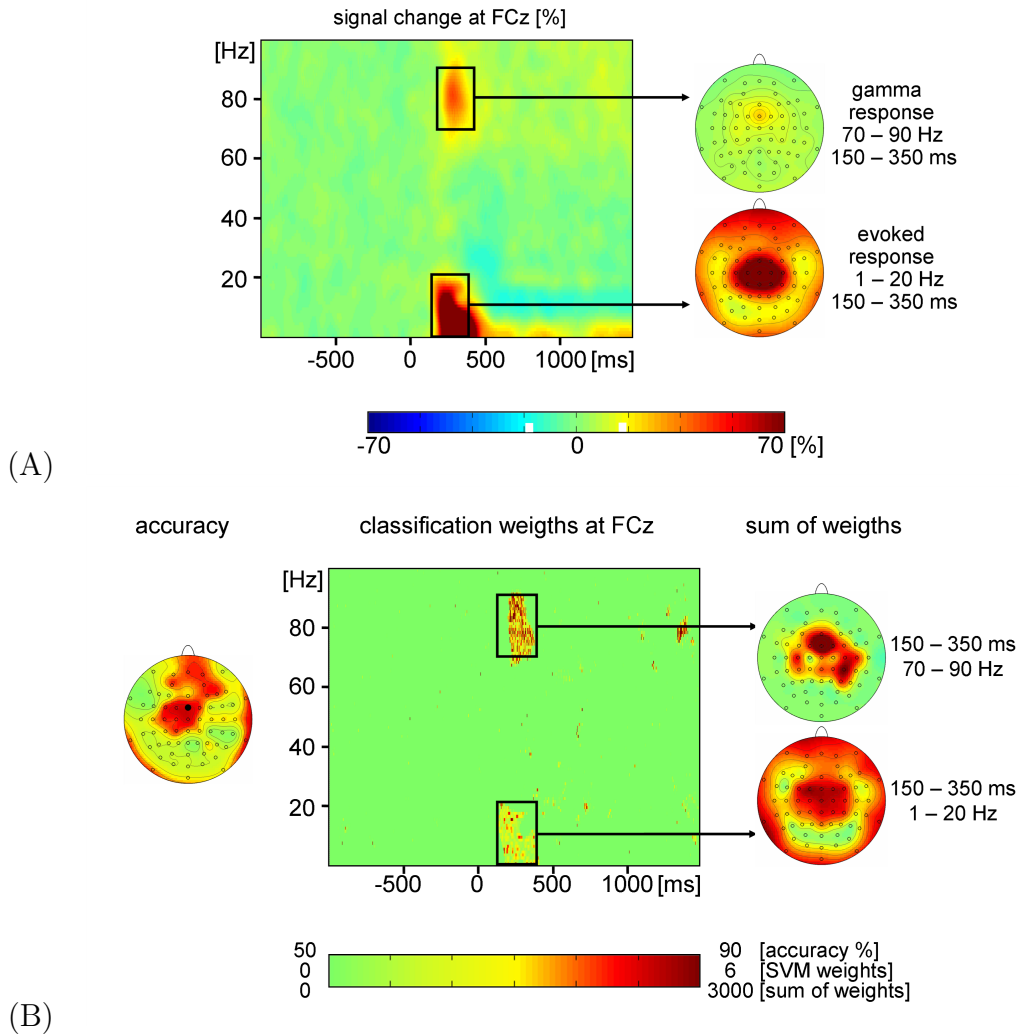 signal change at FCz [%]
[Hz]
80
60
40
20
-500
0
500
1000
[ms]
gamma
response
70 – 90 Hz
150 – 350 ms
evoked
response
1 – 20 Hz
150 – 350 ms
-70
0
70
[%]
(A)
accuracy
classification weigths at FCz
sum of weigths
[Hz]
80
60
40
20
-500
0
500
1000
[ms]
150 – 350 ms
70 – 90 Hz
150 – 350 ms
1 – 20 Hz
50
90 [accuracy %]
0
6 [SVM weights]
0
3000 [sum of weights]
(B)